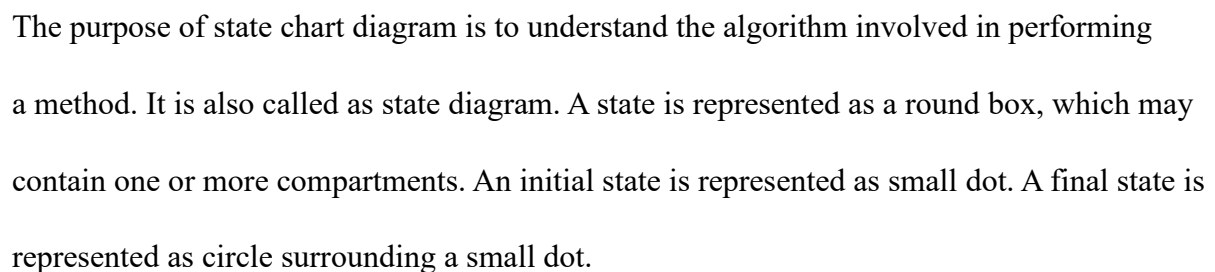 The purpose of state chart diagram is to understand the algorithm involved in performing
a method. It is also called as state diagram. A state is represented as a round box, which may
contain one or more compartments. An initial state is represented as small dot. A final state is
represented as circle surrounding a small dot.